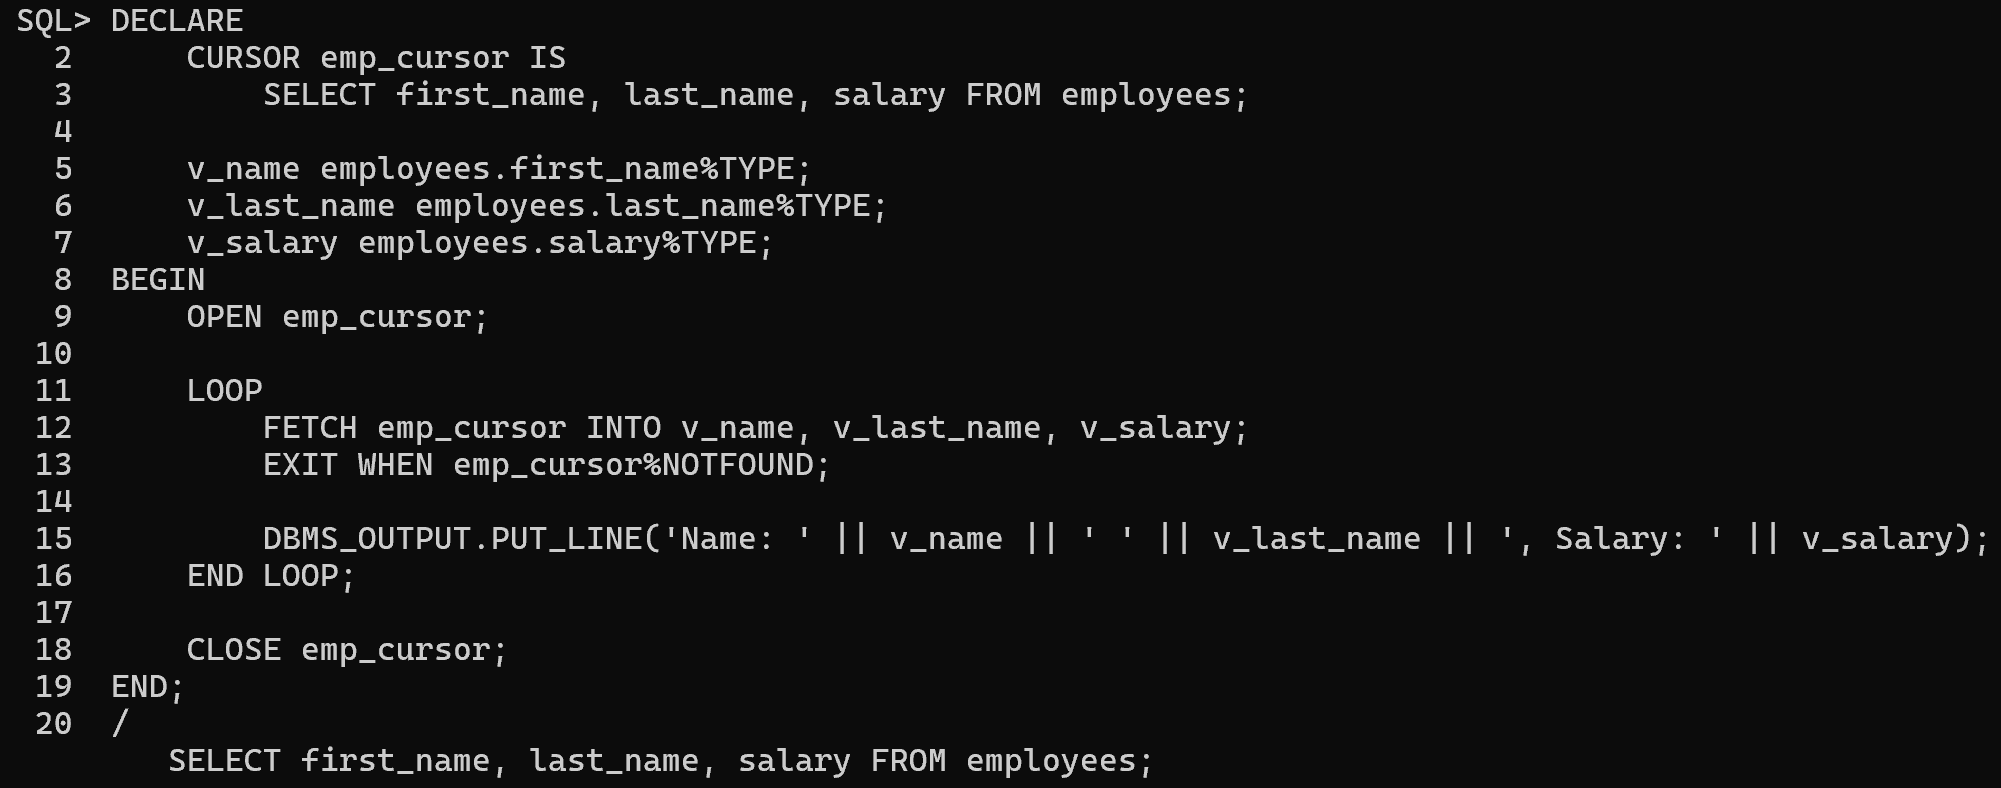 SQL> DECLARE
  2      CURSOR emp_cursor IS
  3          SELECT first_name, last_name, salary FROM employees;
  4
  5      v_name employees.first_name%TYPE;
  6      v_last_name employees.last_name%TYPE;
  7      v_salary employees.salary%TYPE;
  8  BEGIN
  9      OPEN emp_cursor;
 10
 11      LOOP
 12          FETCH emp_cursor INTO v_name, v_last_name, v_salary;
 13          EXIT WHEN emp_cursor%NOTFOUND;
 14
 15          DBMS_OUTPUT.PUT_LINE('Name: ' || v_name || ' ' || v_last_name || ', Salary: ' || v_salary);
 16      END LOOP;
 17
 18      CLOSE emp_cursor;
 19  END;
 20  /
        SELECT first_name, last_name, salary FROM employees;